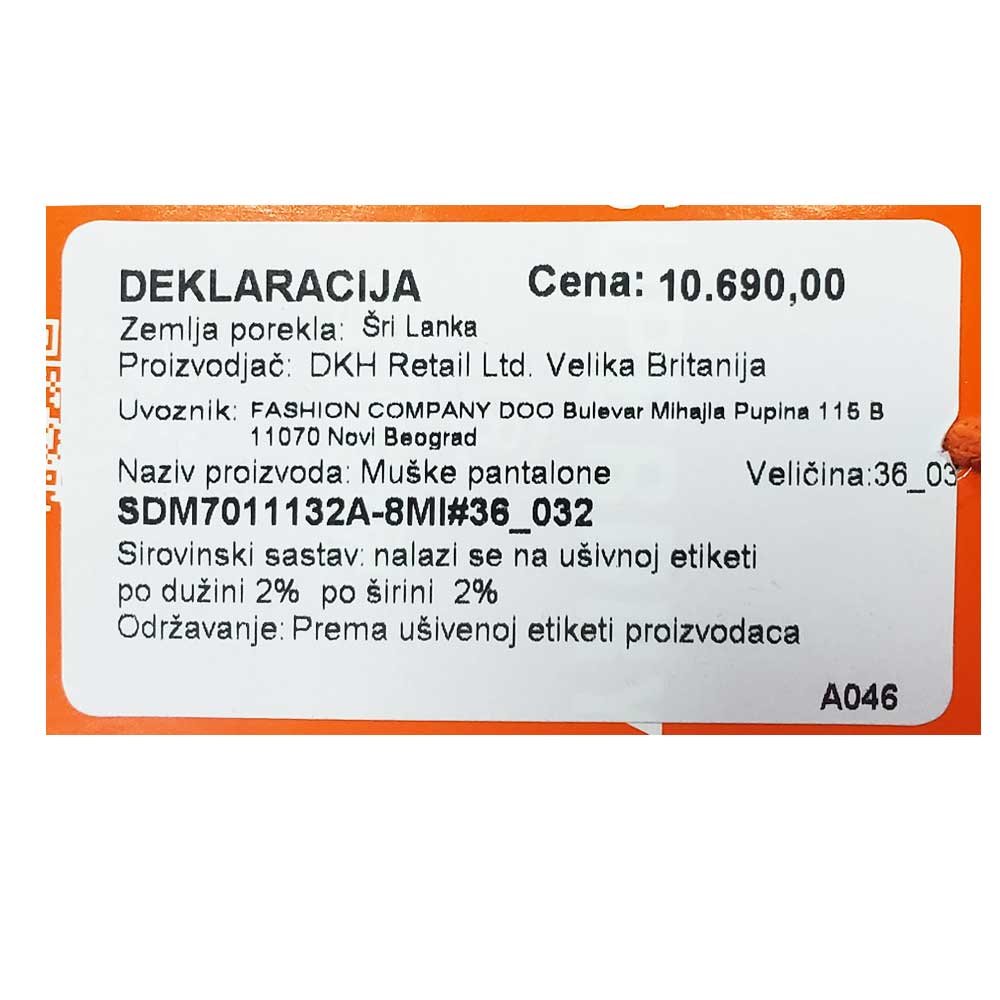 DEKLARACIJA Cena: 10.690,00
Zemlja porekla: Šri Lanka
Proizvodjač: DKH Retail Ltd. Velika Britanija
Uvoznik: FASHION COMPANY DOO Bulevar Mihajla Pupina 115 B
11070 Novi Beograd
Naziv proizvoda: Muške pantalone Veličina:36_03
SDM7011132A-8MI#36_032
Sirovinski sastav: nalazi se na ušivnoj etiketi
po dužini 2% po širini 2%
Održavanje: Prema ušivenoj etiketi proizvodaca
A046